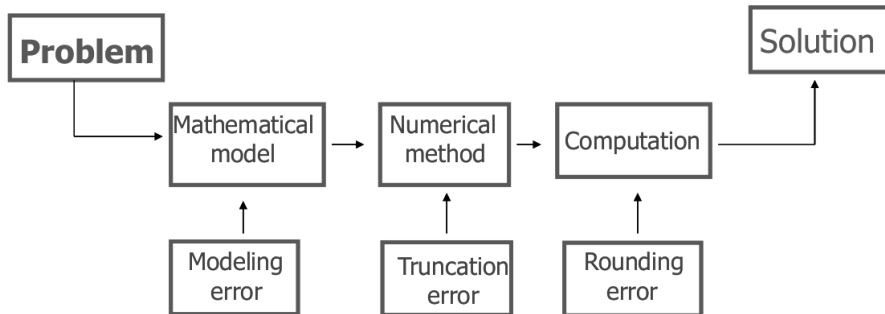 Problem
Solution
Mathematical
model
Numerical
method
Computation
Modeling
error
Truncation
error
Rounding
error